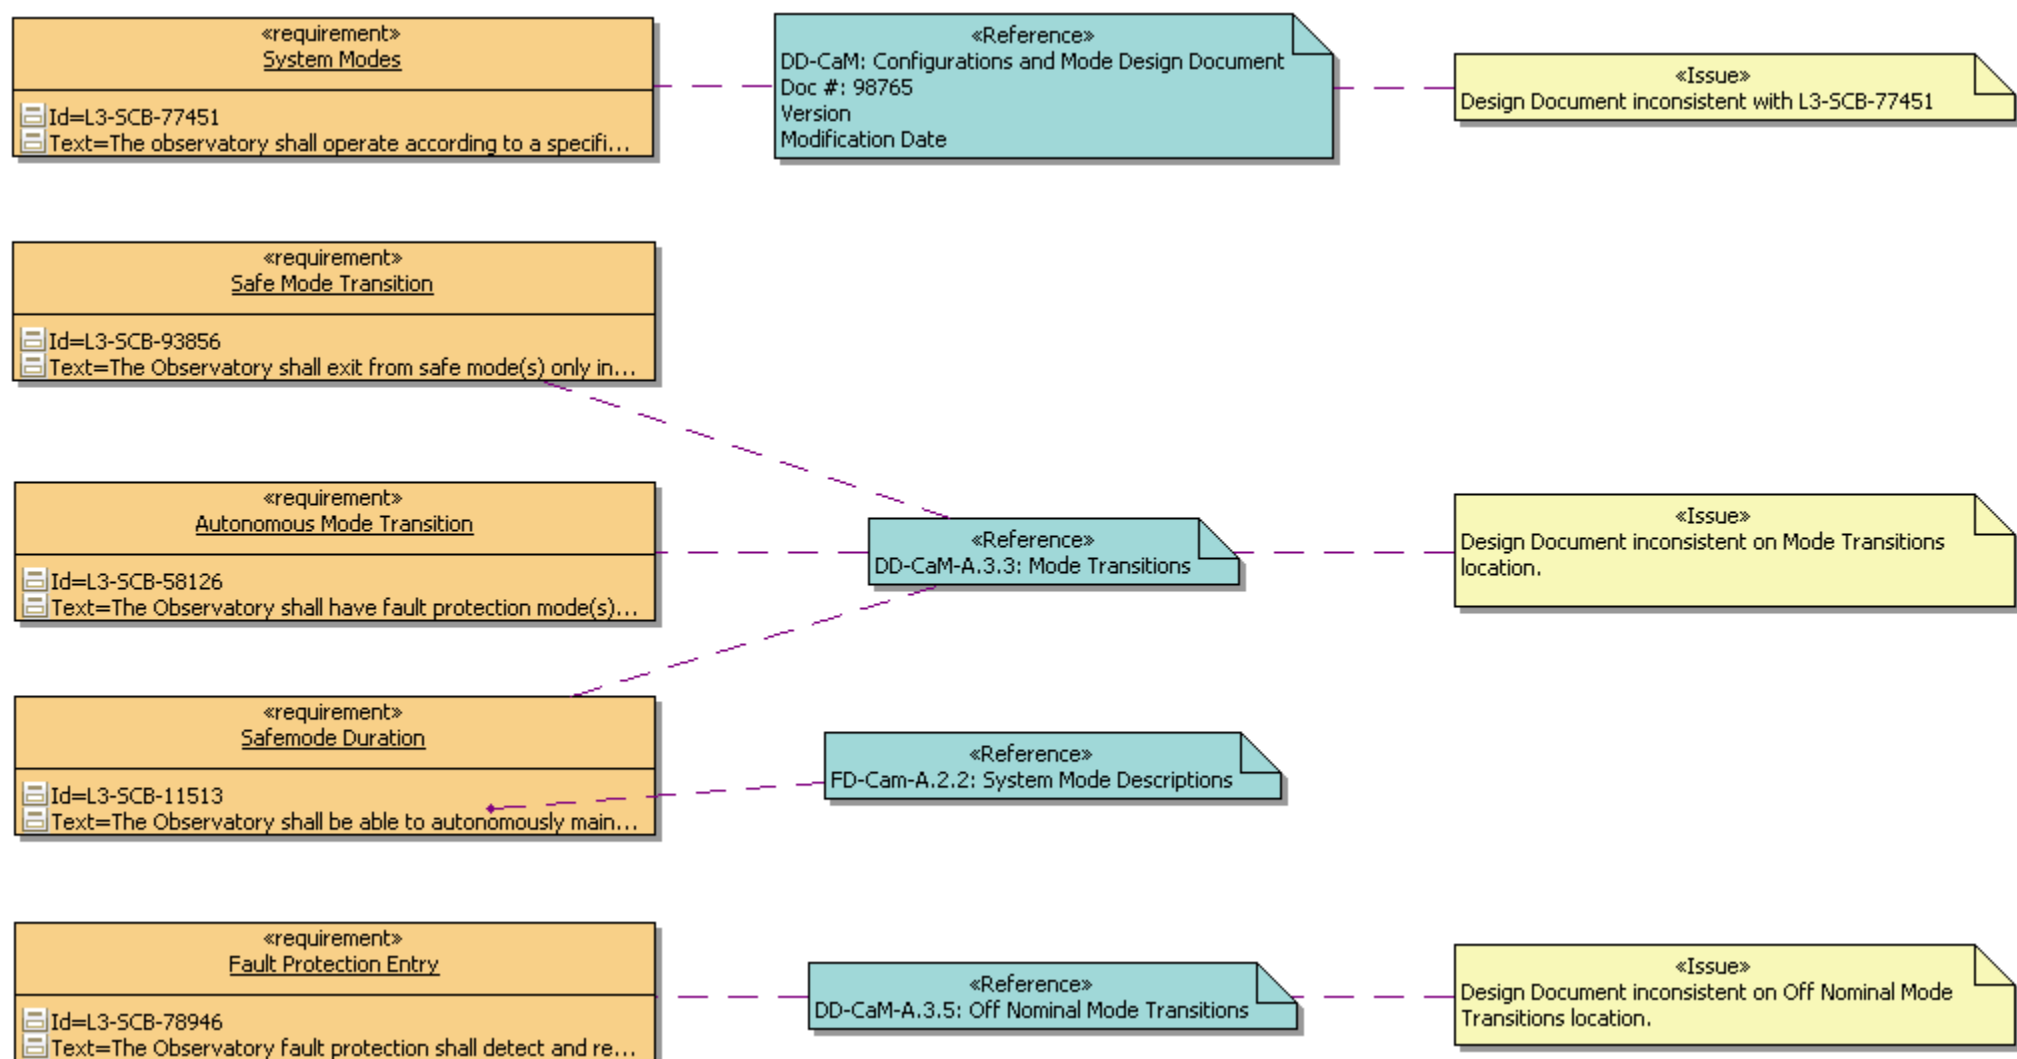 «requirement»
System Modes
Id=L3-SCB-77451
Text=The observatory shall operate according to a specifi...
«Reference»
DD-CaM: Configurations and Mode Design Document
Doc #: 98765
Version
Modification Date
«Issue»
Design Document inconsistent with L3-SCB-77451
«requirement»
Safe Mode Transition
Id=L3-SCB-93856
Text=The Observatory shall exit from safe mode(s) only in...
«requirement»
Autonomous Mode Transition
Id=L3-SCB-58126
Text=The Observatory shall have fault protection mode(s)...
«Reference»
DD-CaM-A.3.3: Mode Transitions
«Issue»
Design Document inconsistent on Mode Transitions
location.
«requirement»
Safemode Duration
Id=L3-SCB-11513
Text=The Observatory shall be able to autonomously main...
«Reference»
FD-Cam-A.2.2: System Mode Descriptions
«requirement»
Fault Protection Entry
Id=L3-SCB-78946
Text=The Observatory fault protection shall detect and re...
«Reference»
DD-CaM-A.3.5: Off Nominal Mode Transitions
«Issue»
Design Document inconsistent on Off Nominal Mode
Transitions location.